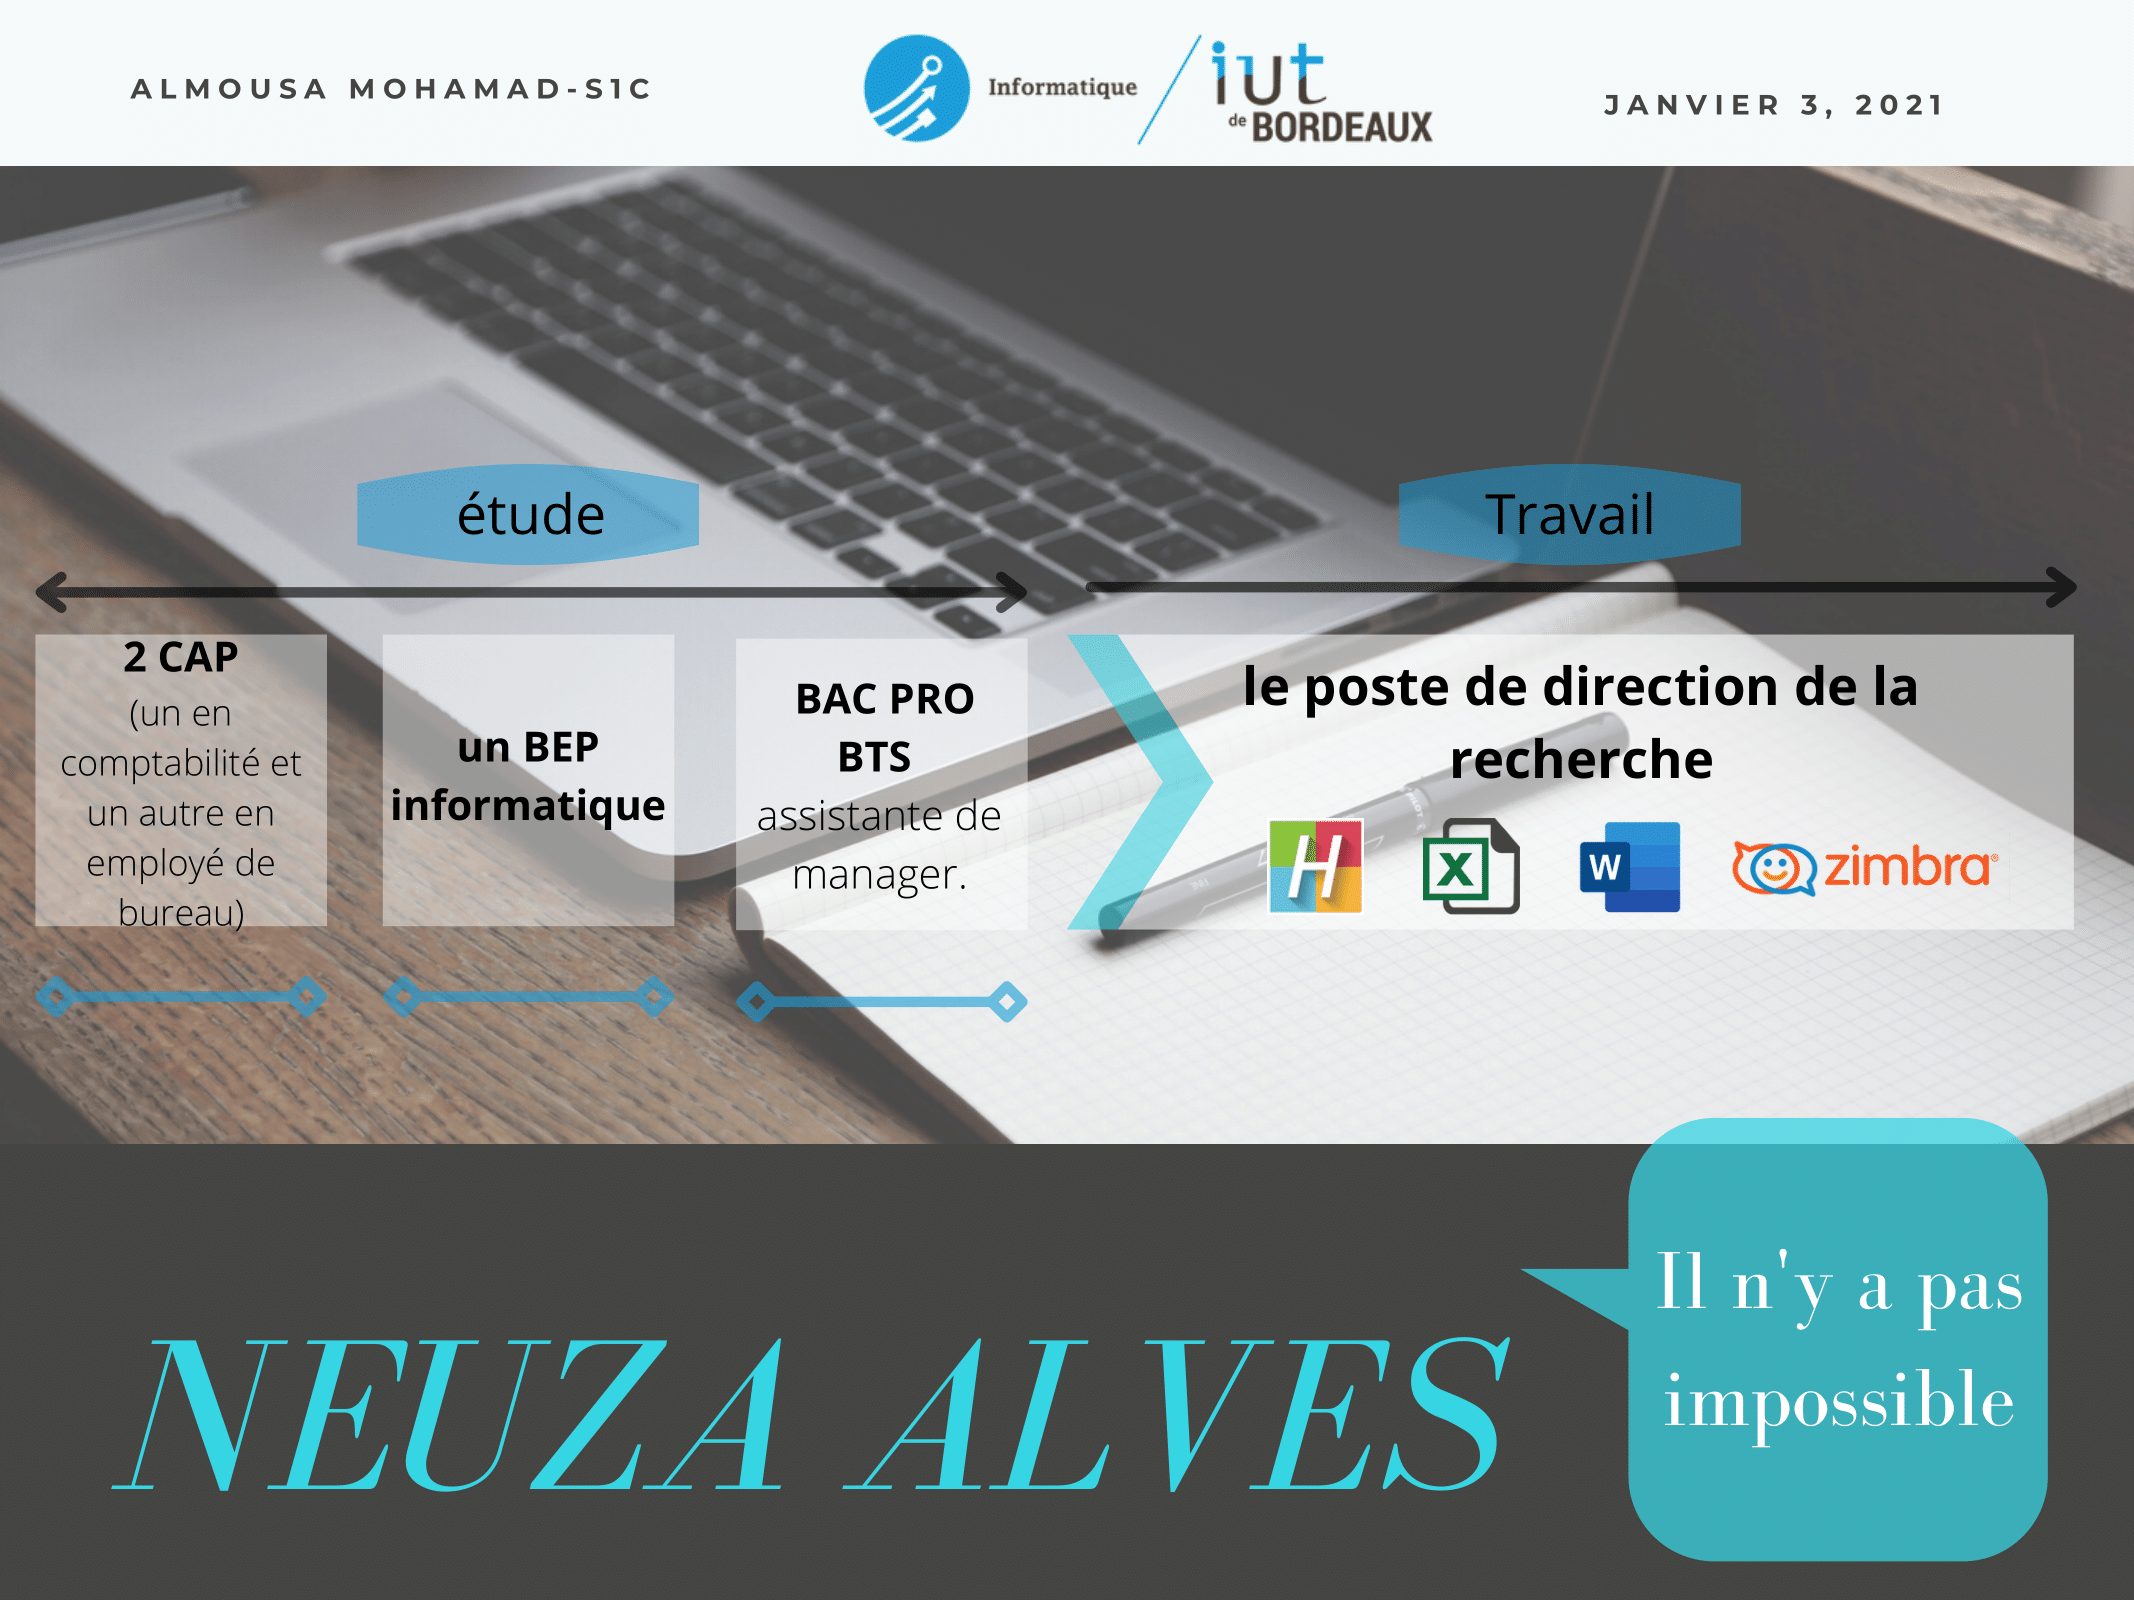 ALMOUSA MOHAMAD-S1C
Informatique
iut
de BORDEAUX
JANVIER 3, 2021
étude
Travail
2 CAP
(un en
comptabilité et
un autre en
employé de
bureau)
un BEP
informatique
BAC PRO
BTS
assistante de
manager.
le poste de direction de la
recherche
H
X
W
zimbra®
NEUZA ALVES
Il n'y a pas
impossible